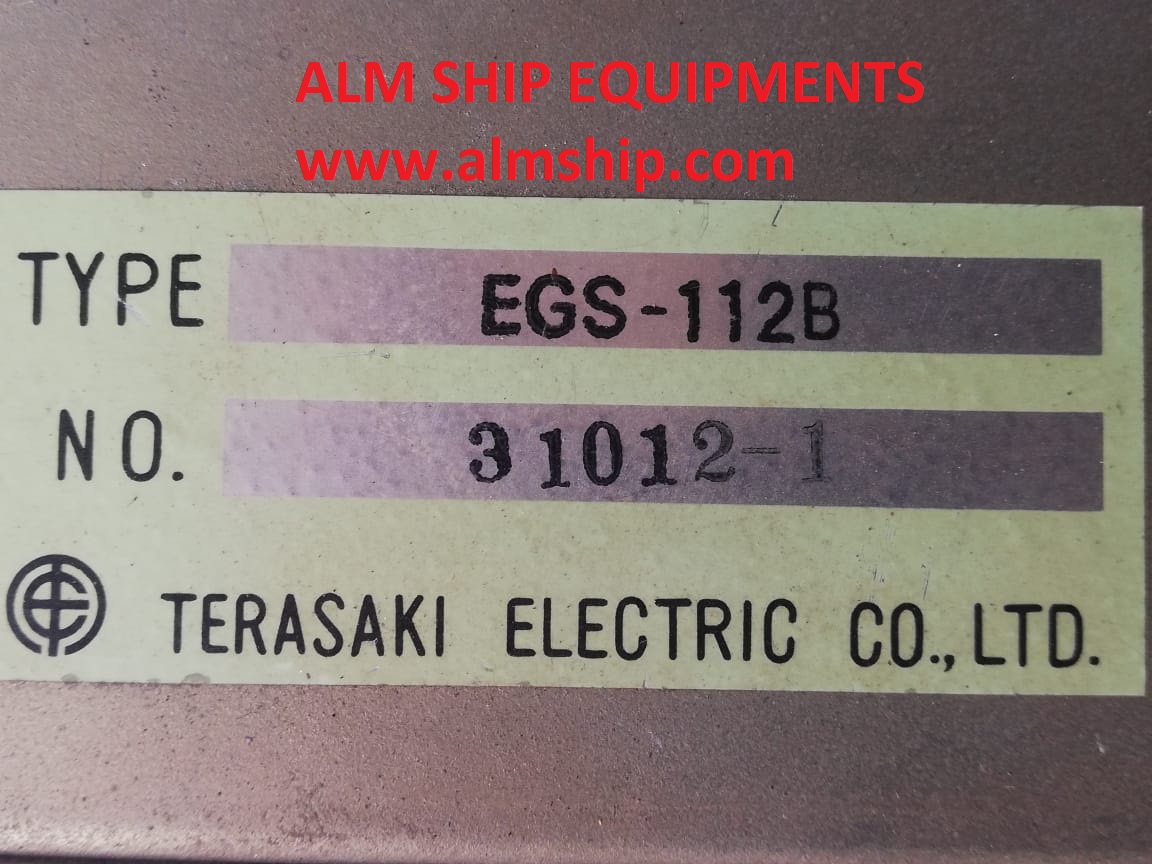 ALM SHIP EQUIPMENTS
www.almship.com
TYPE EGS-112B
NO. 31012-1
TERASAKI ELECTRIC CO., LTD.